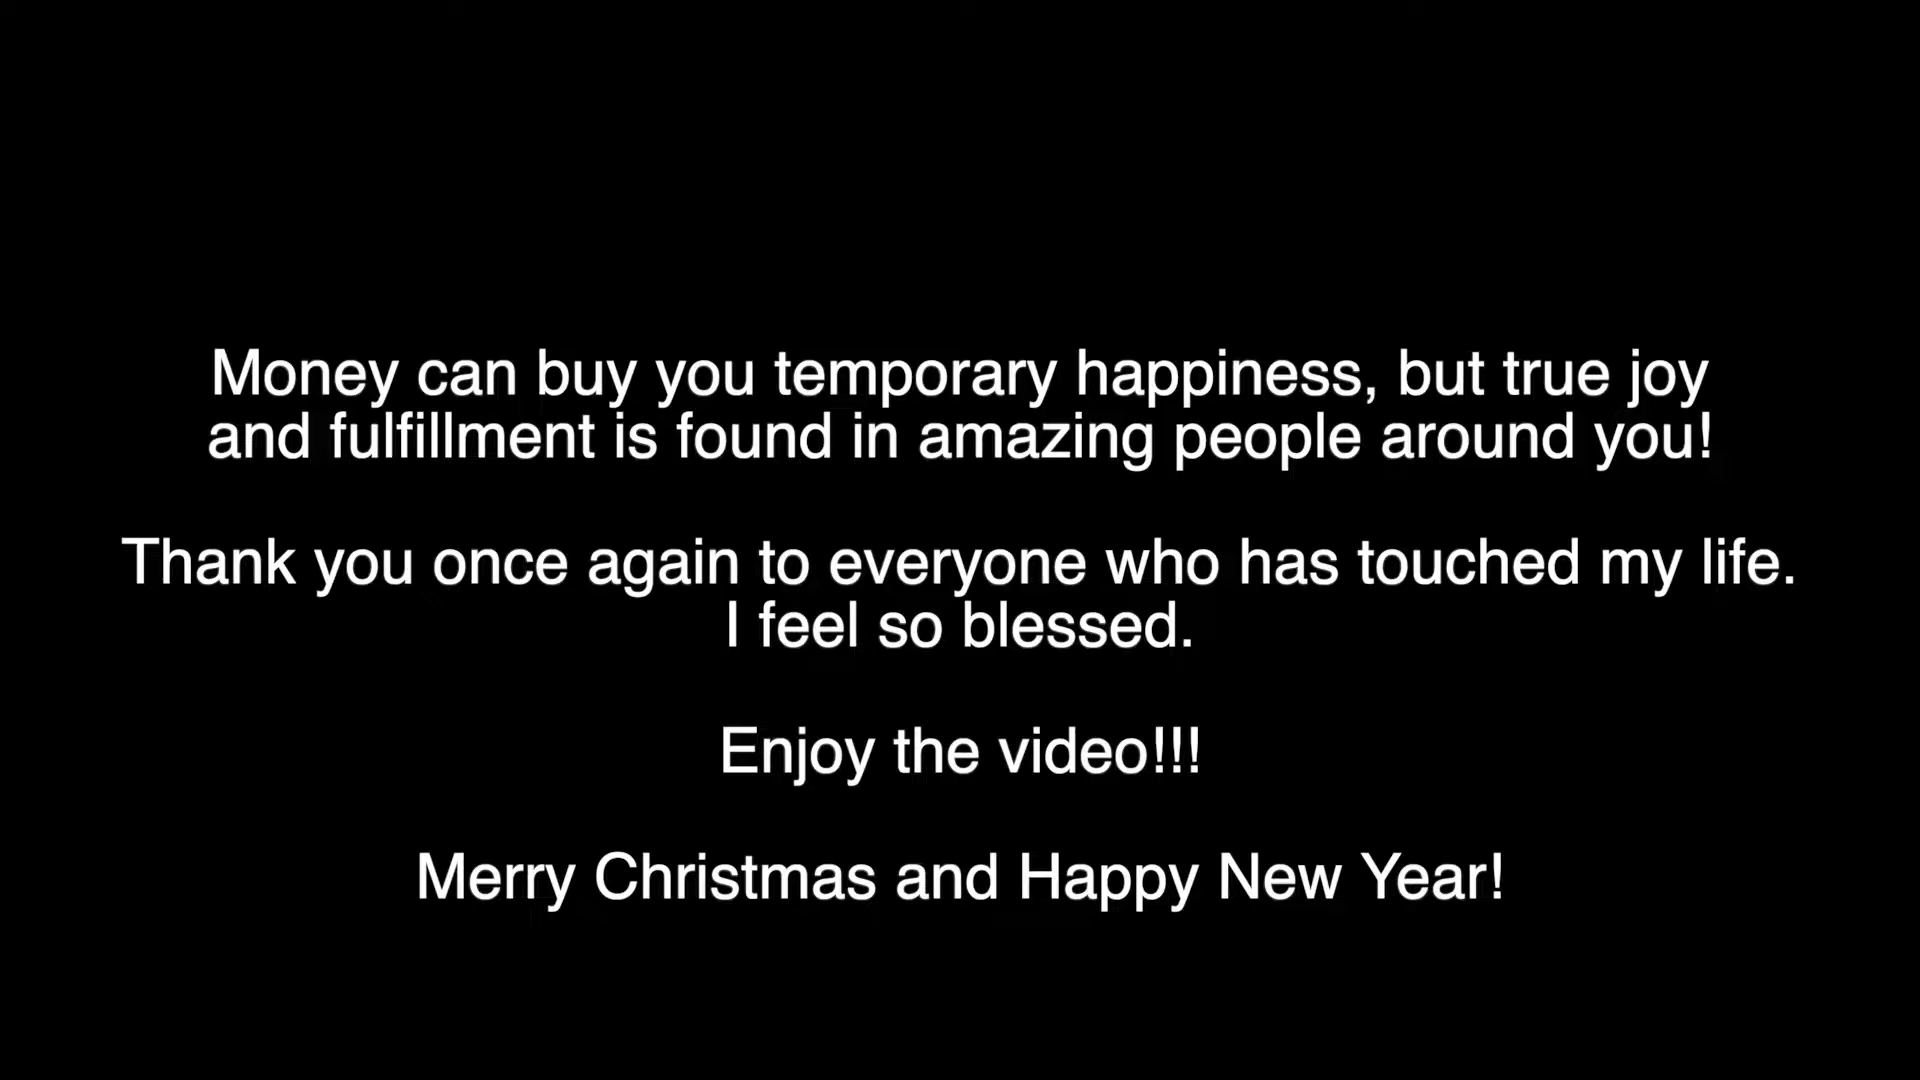 Money can buy you temporary happiness, but true joy
and fulfillment is found in amazing people around you!
Thank you once again to everyone who has touched my life.
I feel so blessed.
Enjoy the video!!!
Merry Christmas and Happy New Year!